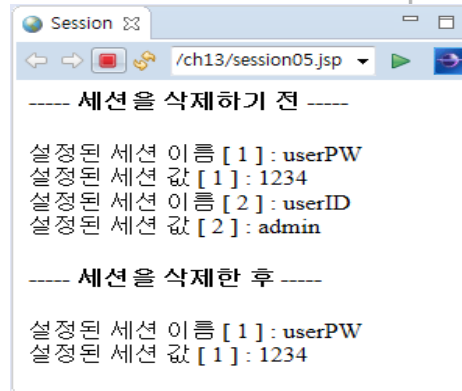 Session
/ch13/session05.jsp
----- 세션을 삭제하기 전 -----
설정된 세션 이름 [ 1 ] : userPW
설정된 세션 값 [ 1 ] : 1234
설정된 세션 이름 [ 2 ] : userID
설정된 세션 값 [ 2 ] : admin
----- 세션을 삭제한 후 -----
설정된 세션 이름 [ 1 ] : userPW
설정된 세션 값 [ 1 ] : 1234